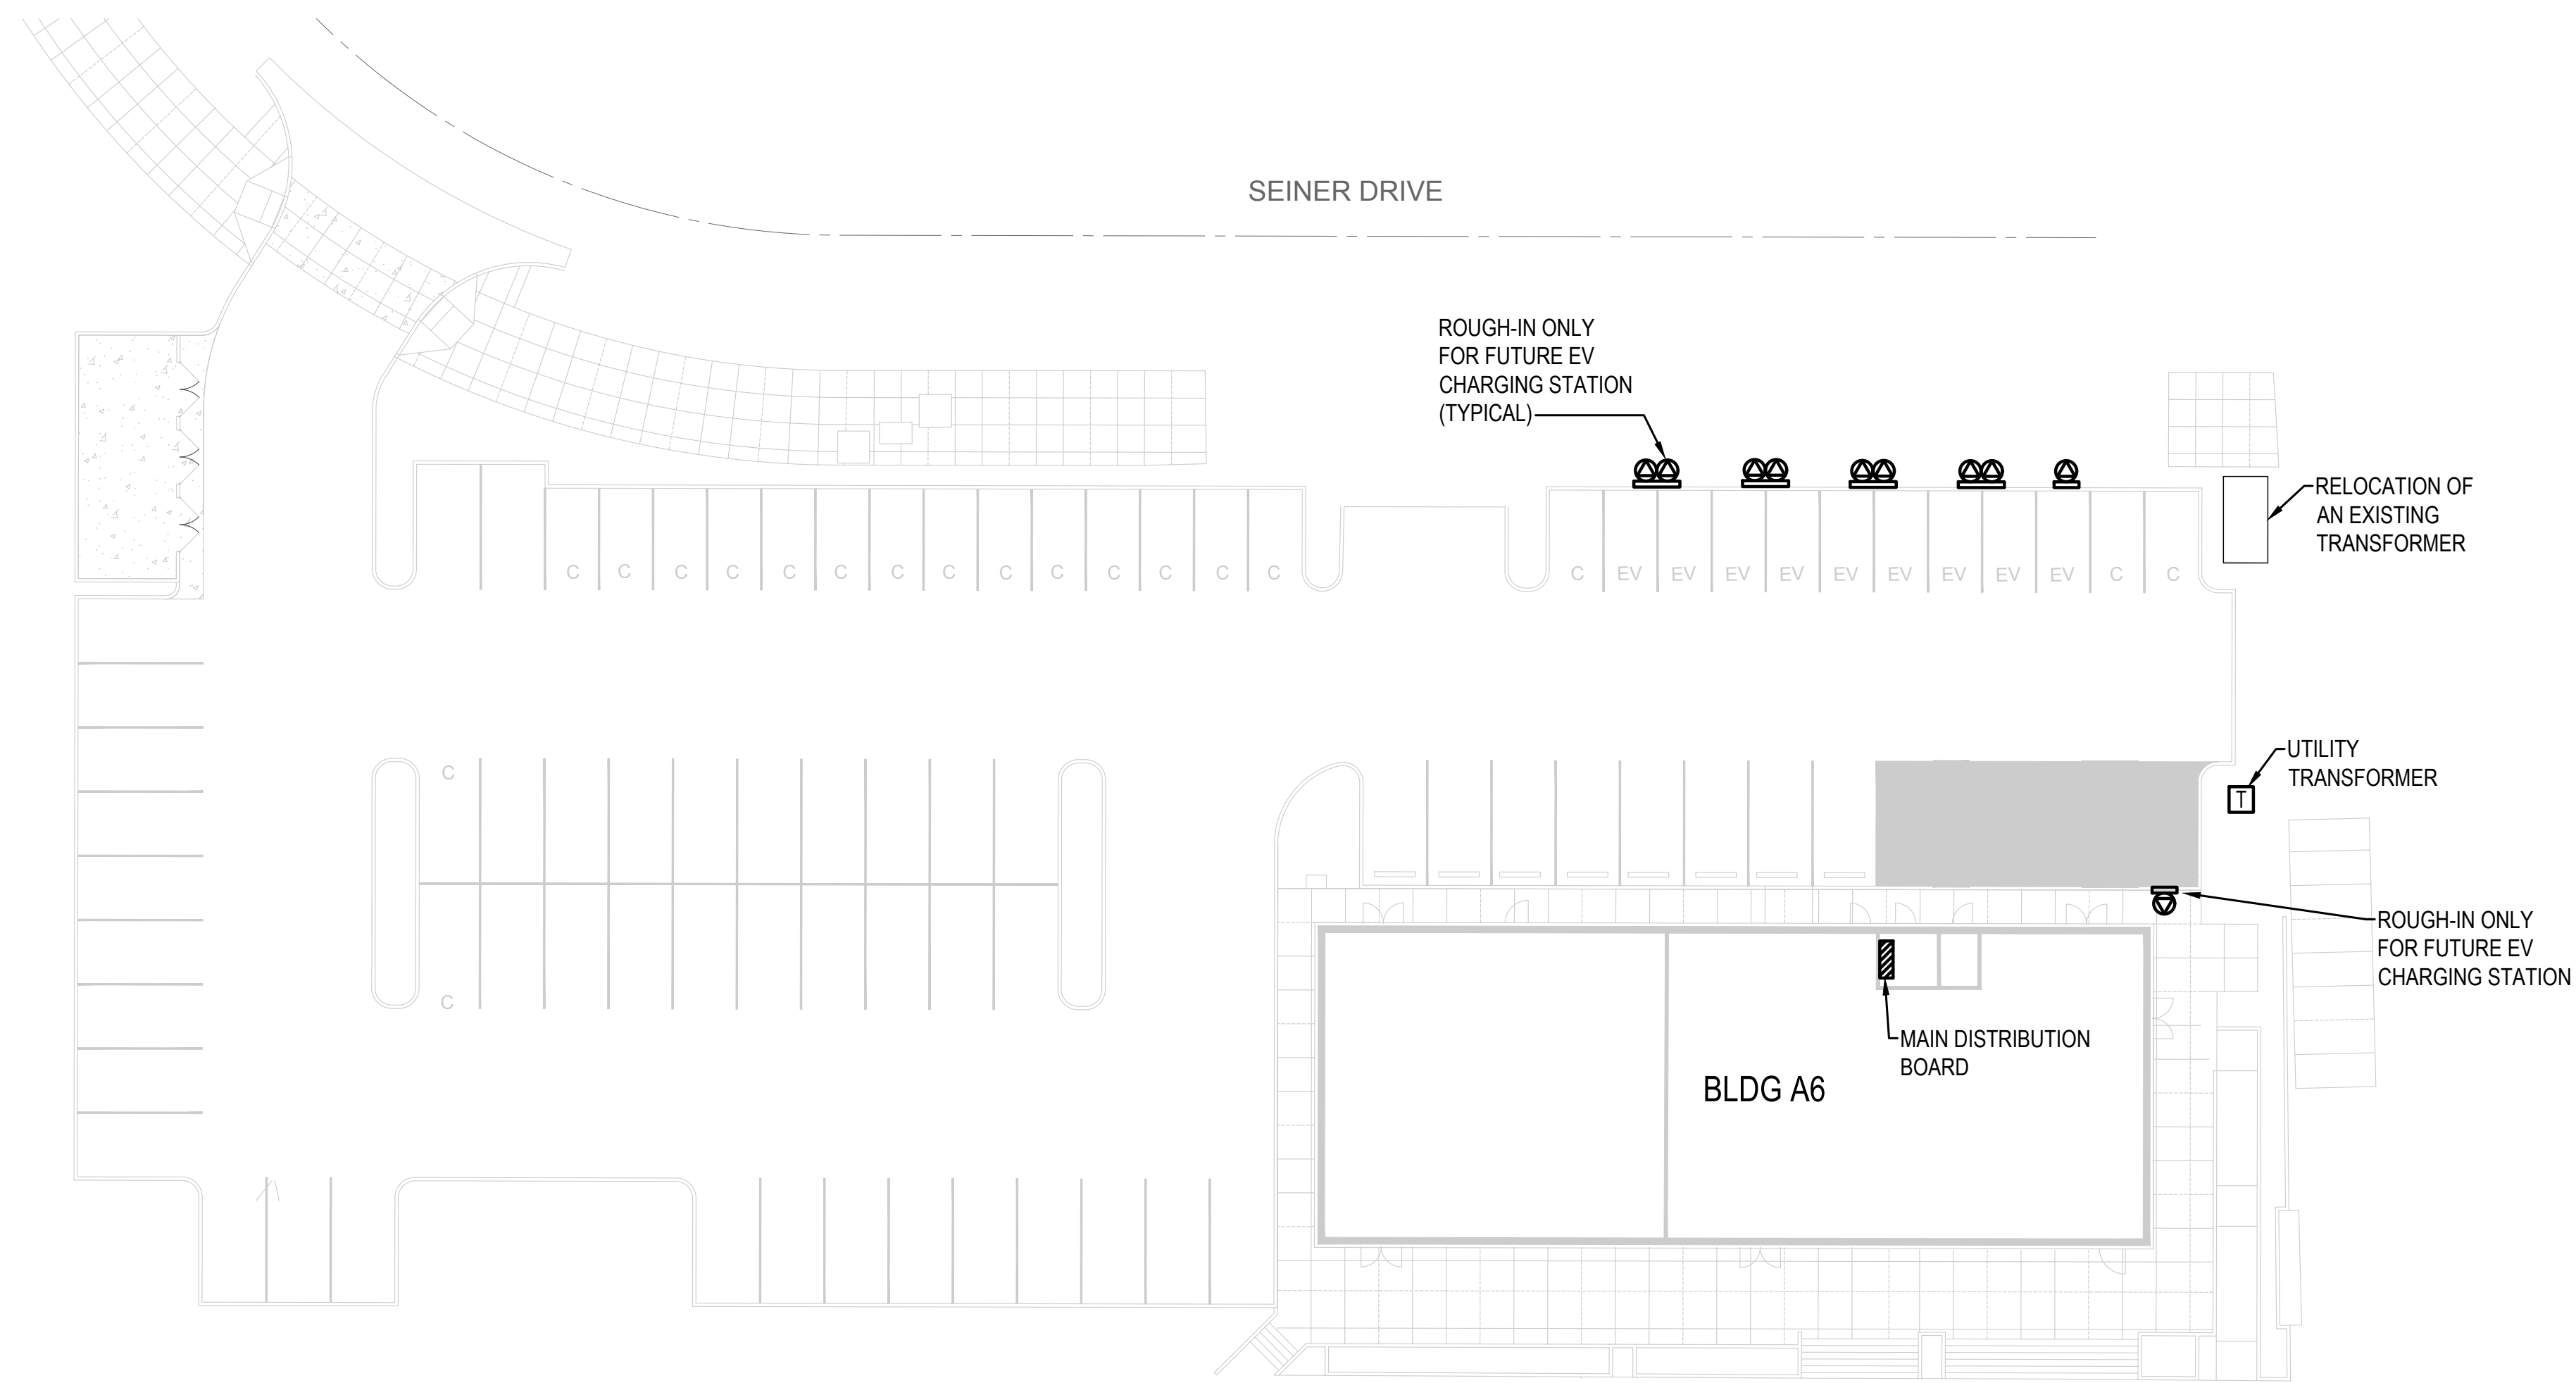 SEINER DRIVE
ROUGH-IN ONLY
FOR FUTURE EV
CHARGING STATION
(TYPICAL)
RELOCATION OF
AN EXISTING
TRANSFORMER
C C C C C C C C C C C C C C
C EV EV EV EV EV EV EV EV EV C C
UTILITY
TRANSFORMER
T
C
ROUGH-IN ONLY
FOR FUTURE EV
CHARGING STATION
C
MAIN DISTRIBUTION
BOARD
BLDG A6